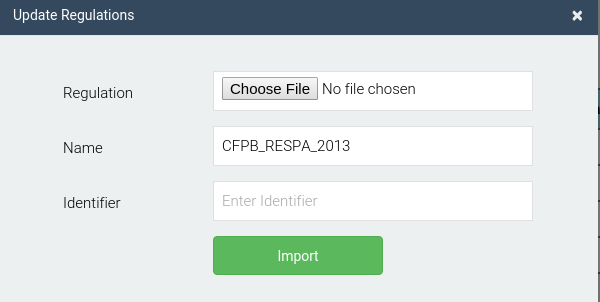 Update Regulations ×
Regulation Choose File No file chosen
Name CFPB_RESPA_2013
Identifier Enter Identifier
Import